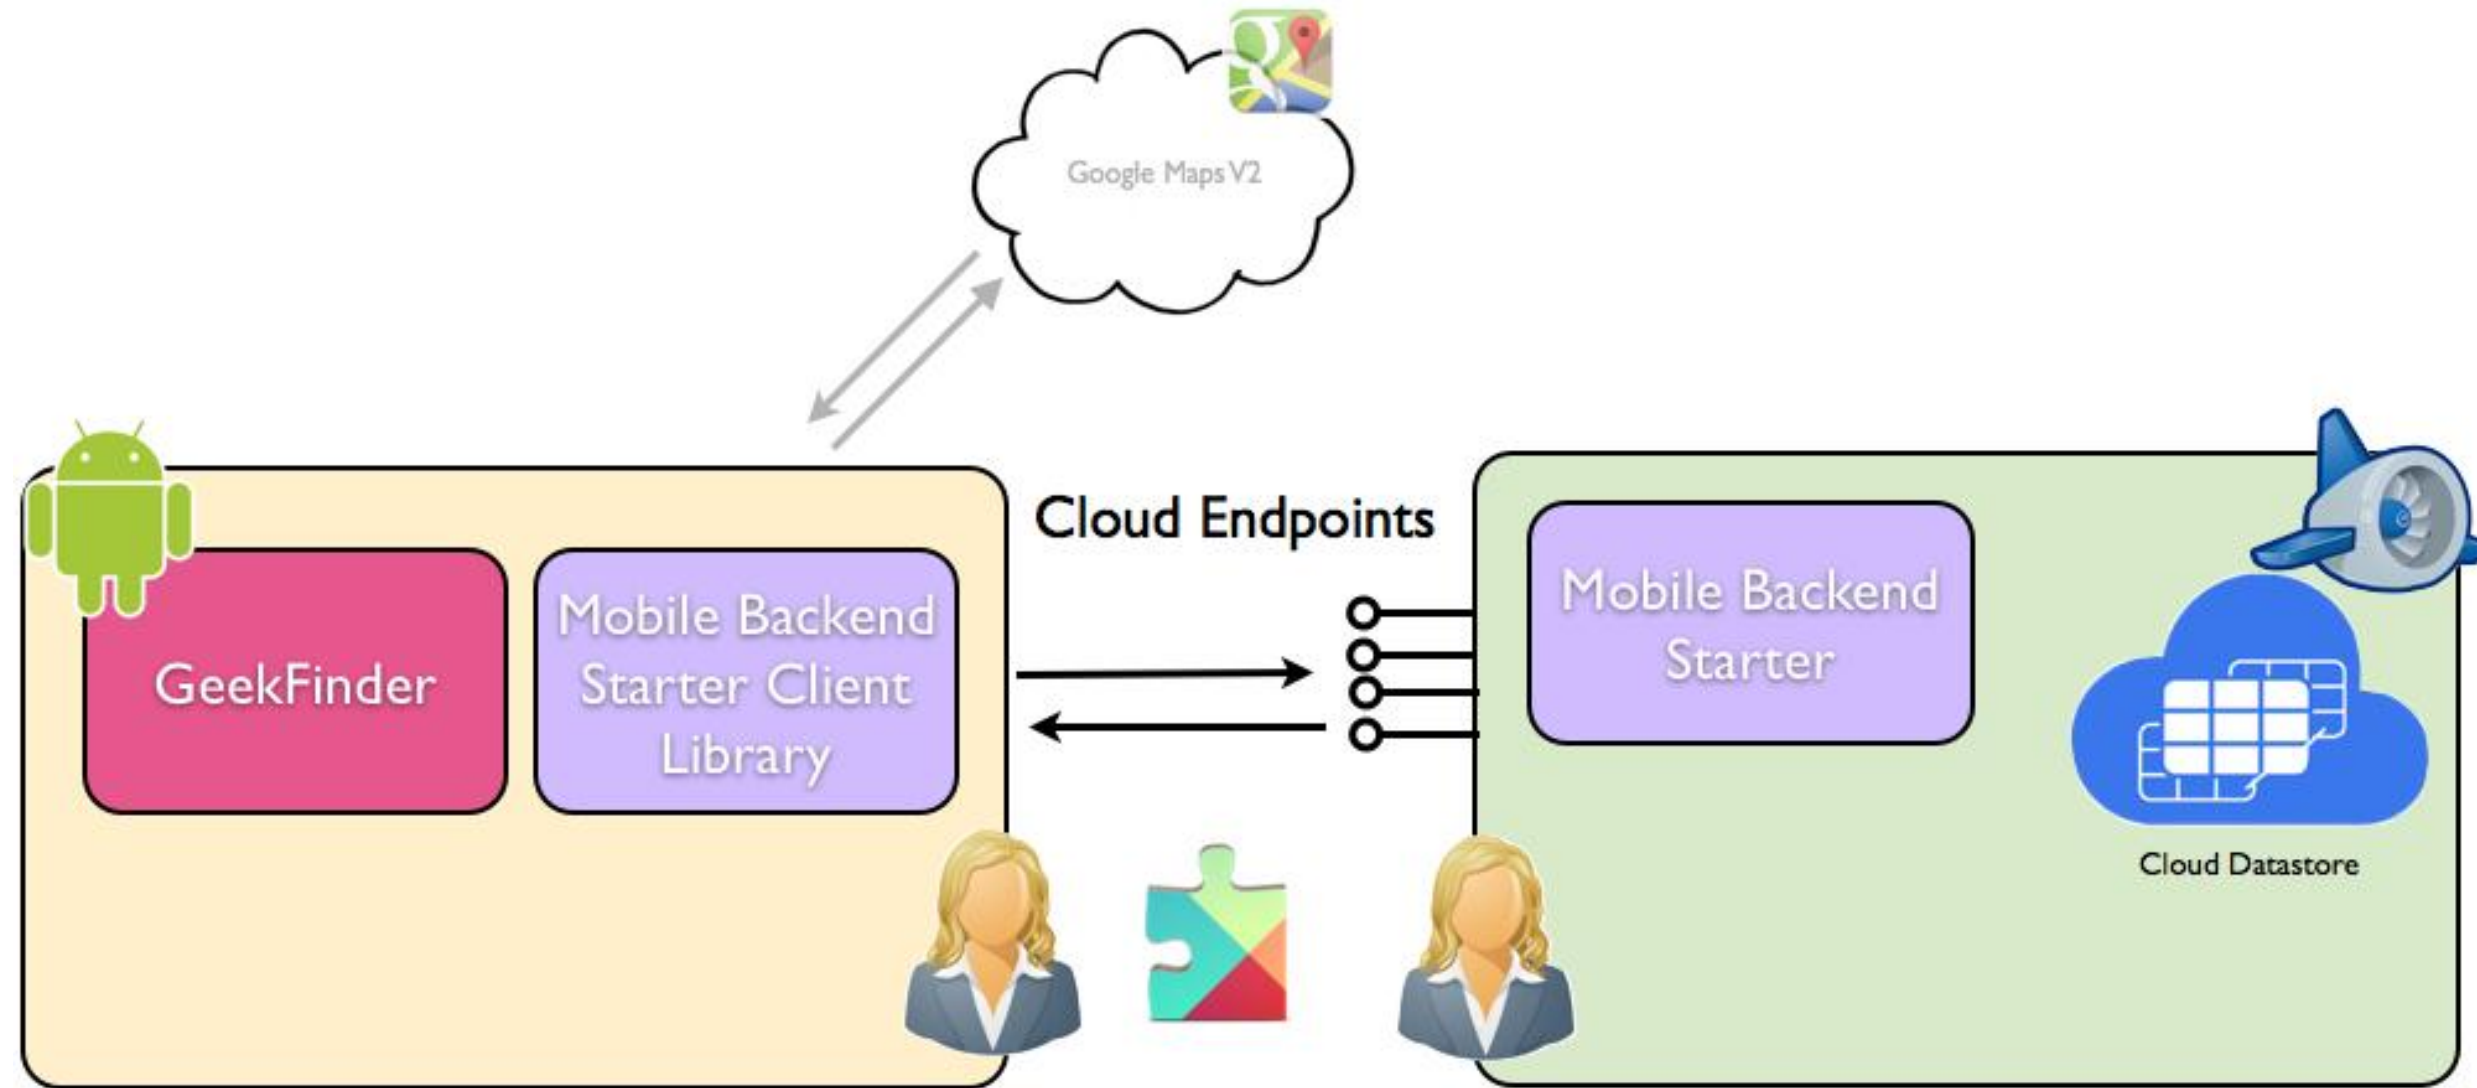 Google Maps V2
Cloud Endpoints
GeekFinder
Mobile Backend
Starter Client
Library
Mobile Backend
Starter
Cloud Datastore